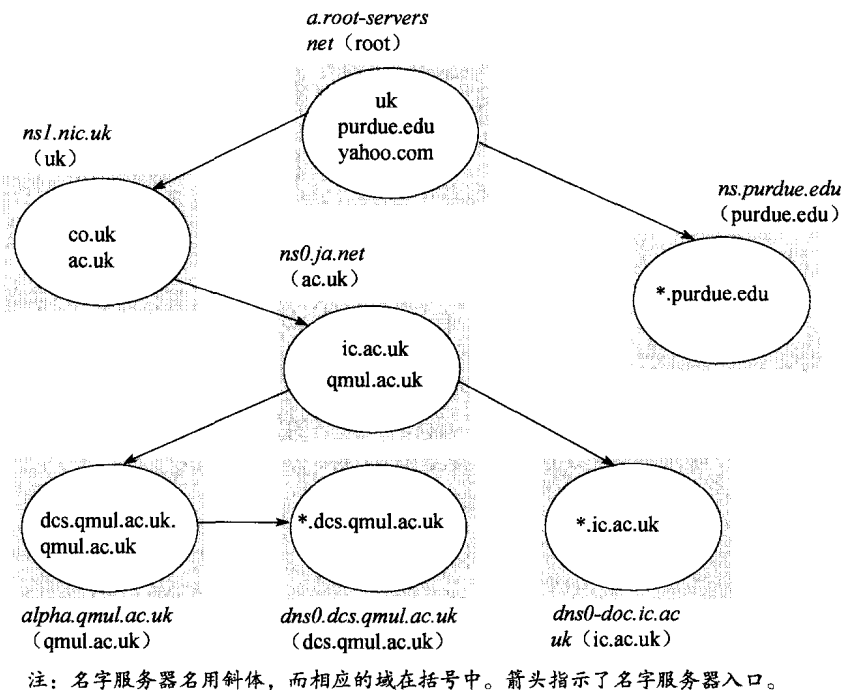 a.root-servers
net（root）
uk
purdue.edu
yahoo.com
ns1.nic.uk
（uk）
co.uk
ac.uk
ns.purdue.edu
（purdue.edu）
*.purdue.edu
ns0.ja.net
（ac.uk）
ic.ac.uk
qmul.ac.uk
dcs.qmul.ac.uk.
qmul.ac.uk
*.dcs.qmul.ac.uk
*.ic.ac.uk
alpha.qmul.ac.uk
（qmul.ac.uk）
dns0.dcs.qmul.ac.uk
（dcs.qmul.ac.uk）
dns0-doc.ic.ac
uk（ic.ac.uk）
注：名字服务器名用斜体，而相应的域在括号中。箭头指示了名字服务器入口。